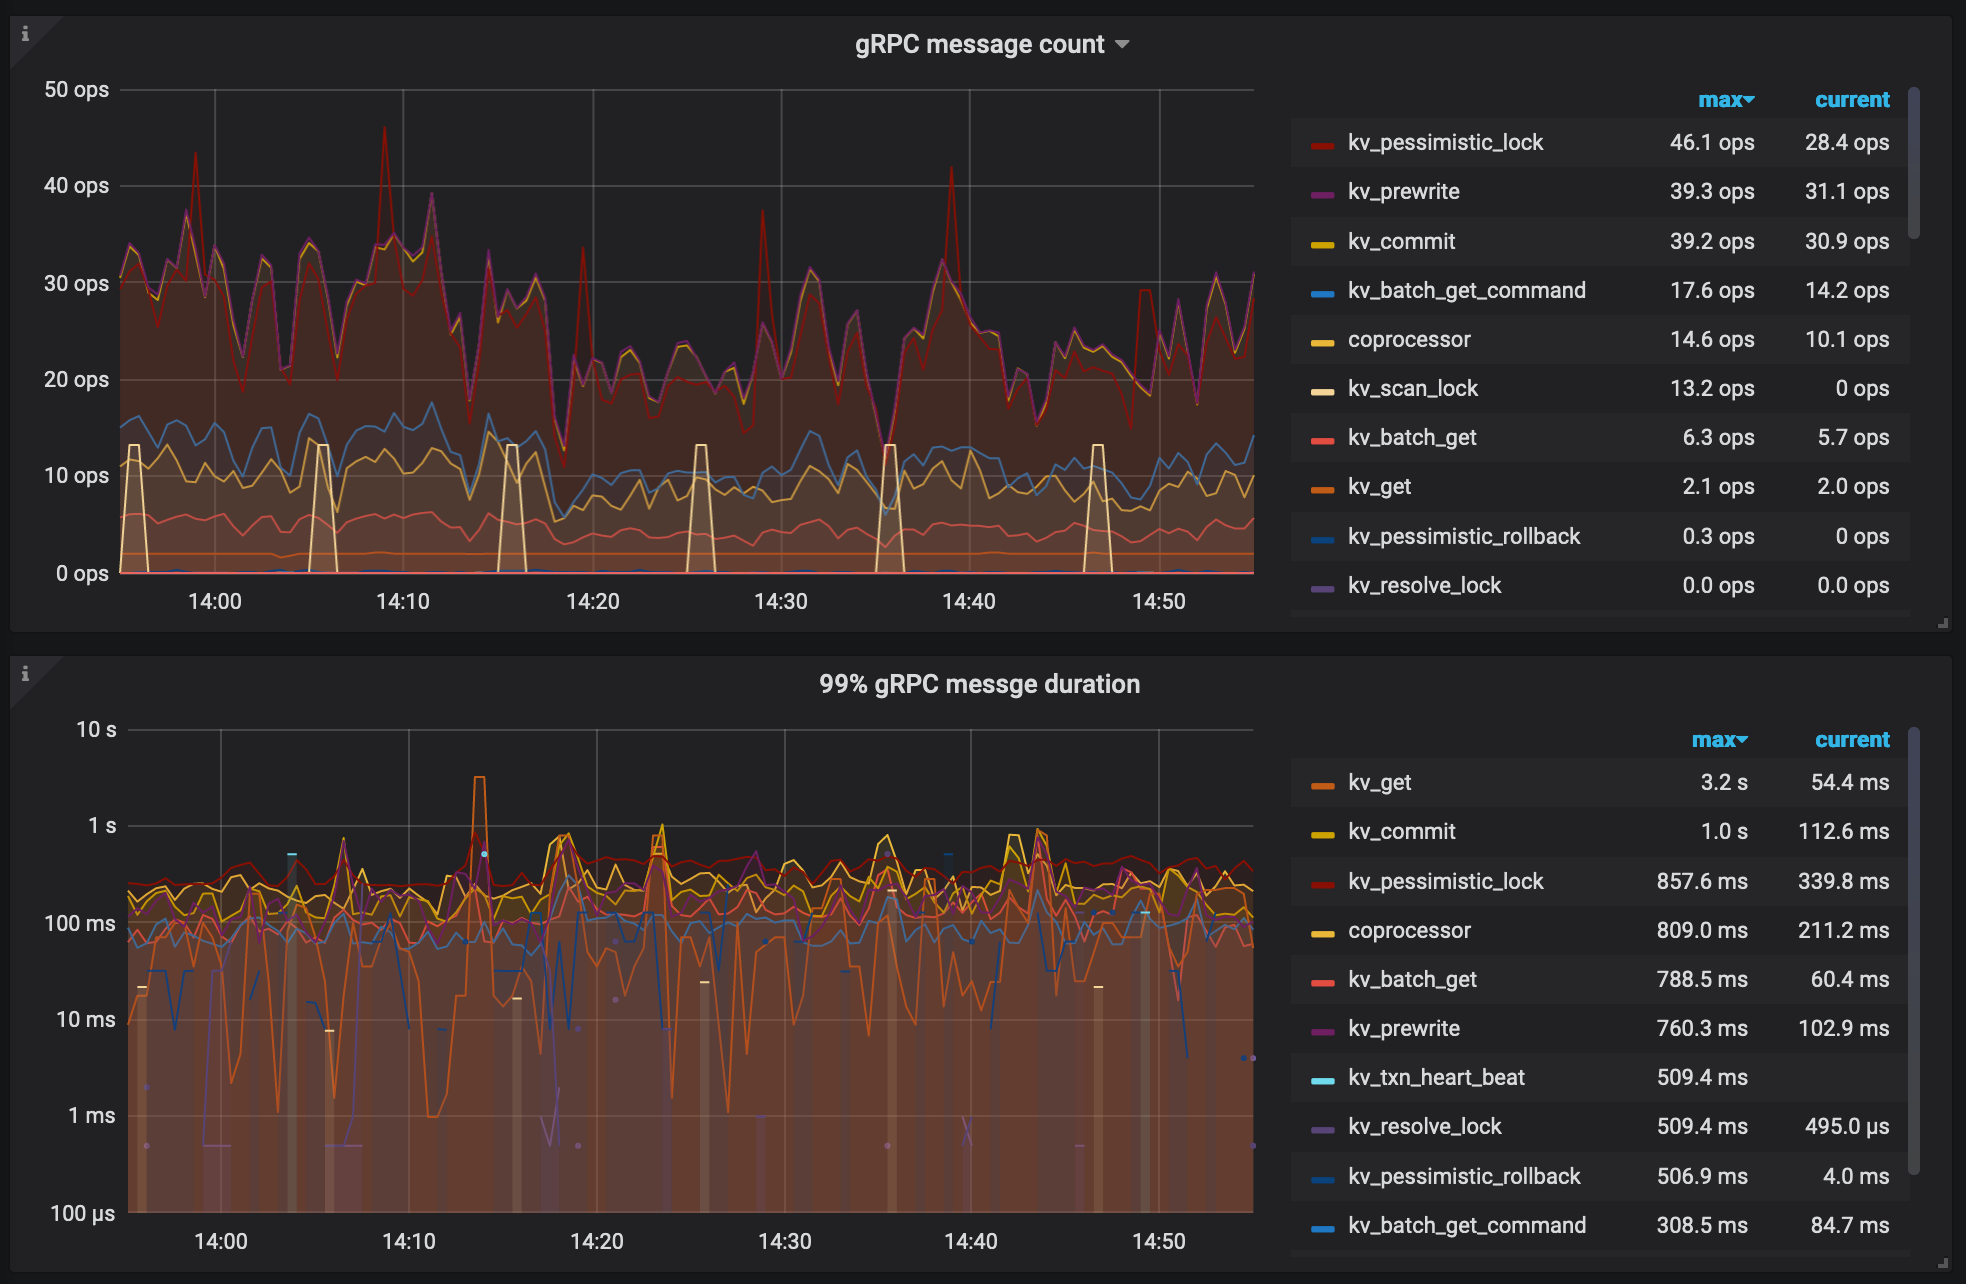 gRPC message count
50 ops
40 ops
30 ops
20 ops
10 ops
0 ops
14:00 14:10 14:20 14:30 14:40 14:50
max current
kv_pessimistic_lock 46.1 ops 28.4 ops
kv_prewrite 39.3 ops 31.1 ops
kv_commit 39.2 ops 30.9 ops
kv_batch_get_command 17.6 ops 14.2 ops
coprocessor 14.6 ops 10.1 ops
kv_scan_lock 13.2 ops 0 ops
kv_batch_get 6.3 ops 5.7 ops
kv_get 2.1 ops 2.0 ops
kv_pessimistic_rollback 0.3 ops 0 ops
kv_resolve_lock 0.0 ops 0.0 ops
99% gRPC messge duration
10 s
1 s
100 ms
10 ms
1 ms
100 µs
14:00 14:10 14:20 14:30 14:40 14:50
max current
kv_get 3.2 s 54.4 ms
kv_commit 1.0 s 112.6 ms
kv_pessimistic_lock 857.6 ms 339.8 ms
coprocessor 809.0 ms 211.2 ms
kv_batch_get 788.5 ms 60.4 ms
kv_prewrite 760.3 ms 102.9 ms
kv_txn_heart_beat 509.4 ms
kv_resolve_lock 509.4 ms 495.0 µs
kv_pessimistic_rollback 506.9 ms 4.0 ms
kv_batch_get_command 308.5 ms 84.7 ms